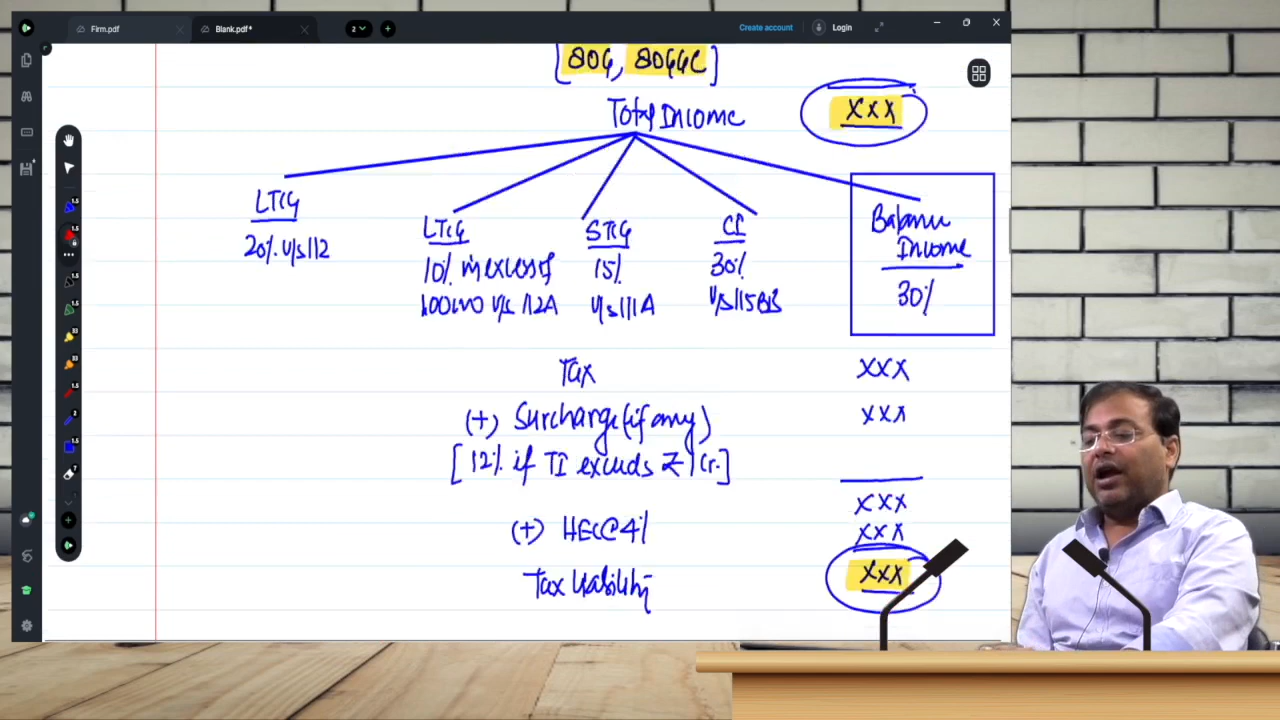 Firm.pdf
Blank.pdf*
2
Create account
Login
[80G, 80GGC]
Total Income XXX
LTCG
20% u/s 112
LTCG
10% in excess of
100000 u/s 112A
STCG
15%
u/s 111A
CI
30%
u/s 115BB
Balance
Income
30%
Tax XXX
(+) Surcharge (if any) XXX
[12% if TI exceeds ₹ 1 Cr.]
XXX
(+) HEC@4% XXX
Tax liability XXX